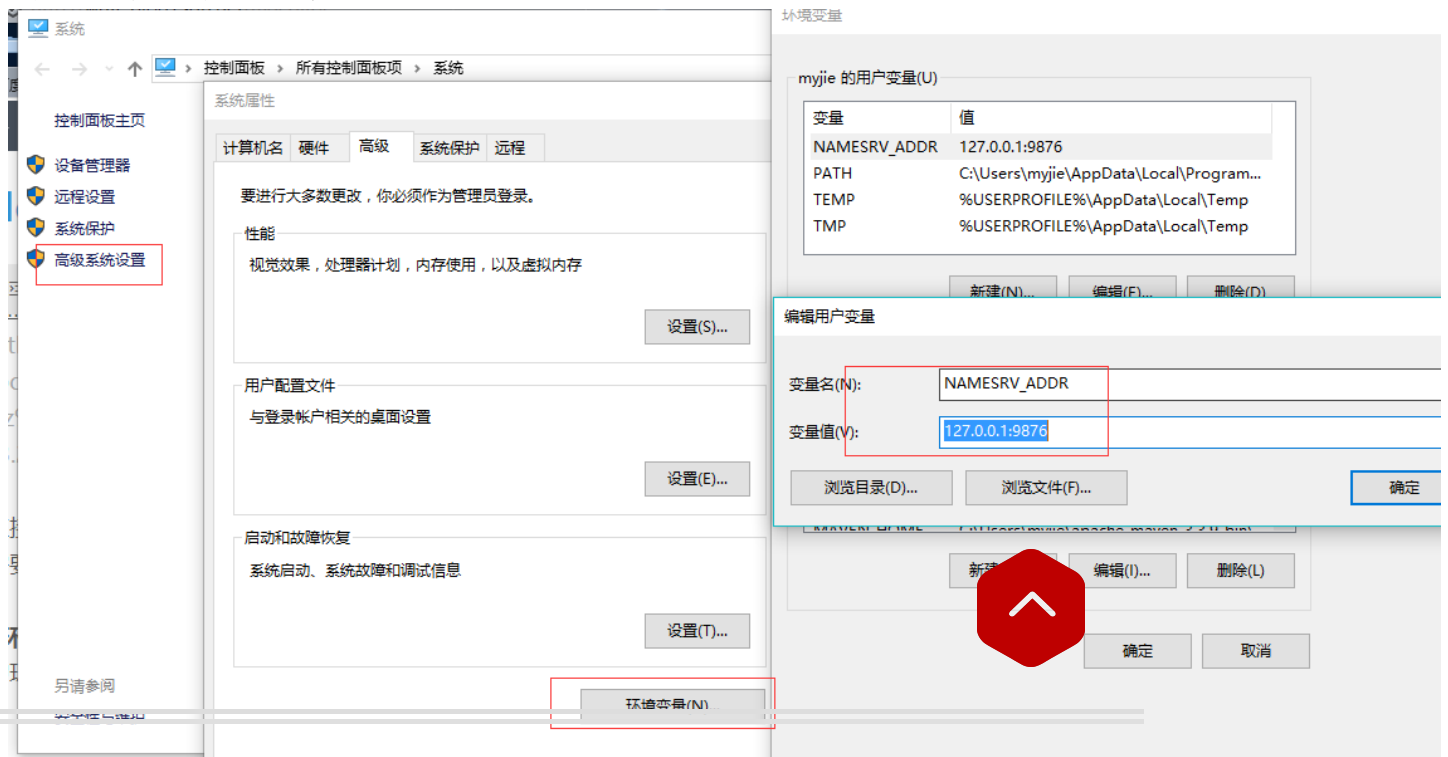 系统
控制面板 › 所有控制面板项 › 系统
控制面板主页
设备管理器
远程设置
系统保护
高级系统设置
另请参阅
系统属性
计算机名 硬件 高级 系统保护 远程
要进行大多数更改，你必须作为管理员登录。
性能
视觉效果，处理器计划，内存使用，以及虚拟内存
设置(S)...
用户配置文件
与登录帐户相关的桌面设置
设置(E)...
启动和故障恢复
系统启动、系统故障和调试信息
设置(T)...
环境变量(N)...
环境变量
myjie 的用户变量(U)
变量 值
NAMESRV_ADDR 127.0.0.1:9876
PATH C:\Users\myjie\AppData\Local\Program...
TEMP %USERPROFILE%\AppData\Local\Temp
TMP %USERPROFILE%\AppData\Local\Temp
新建(N)... 编辑(E)... 删除(D)
编辑用户变量
变量名(N): NAMESRV_ADDR
变量值(V): 127.0.0.1:9876
浏览目录(D)... 浏览文件(F)... 确定
新 编辑(I)... 删除(L)
确定 取消